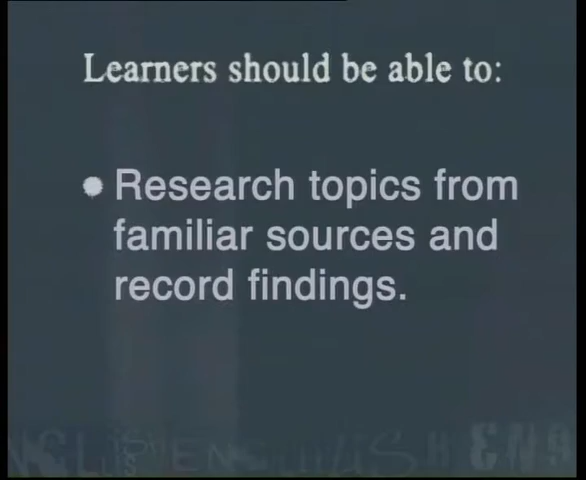 Learners should be able to:
• Research topics from
familiar sources and
record findings.